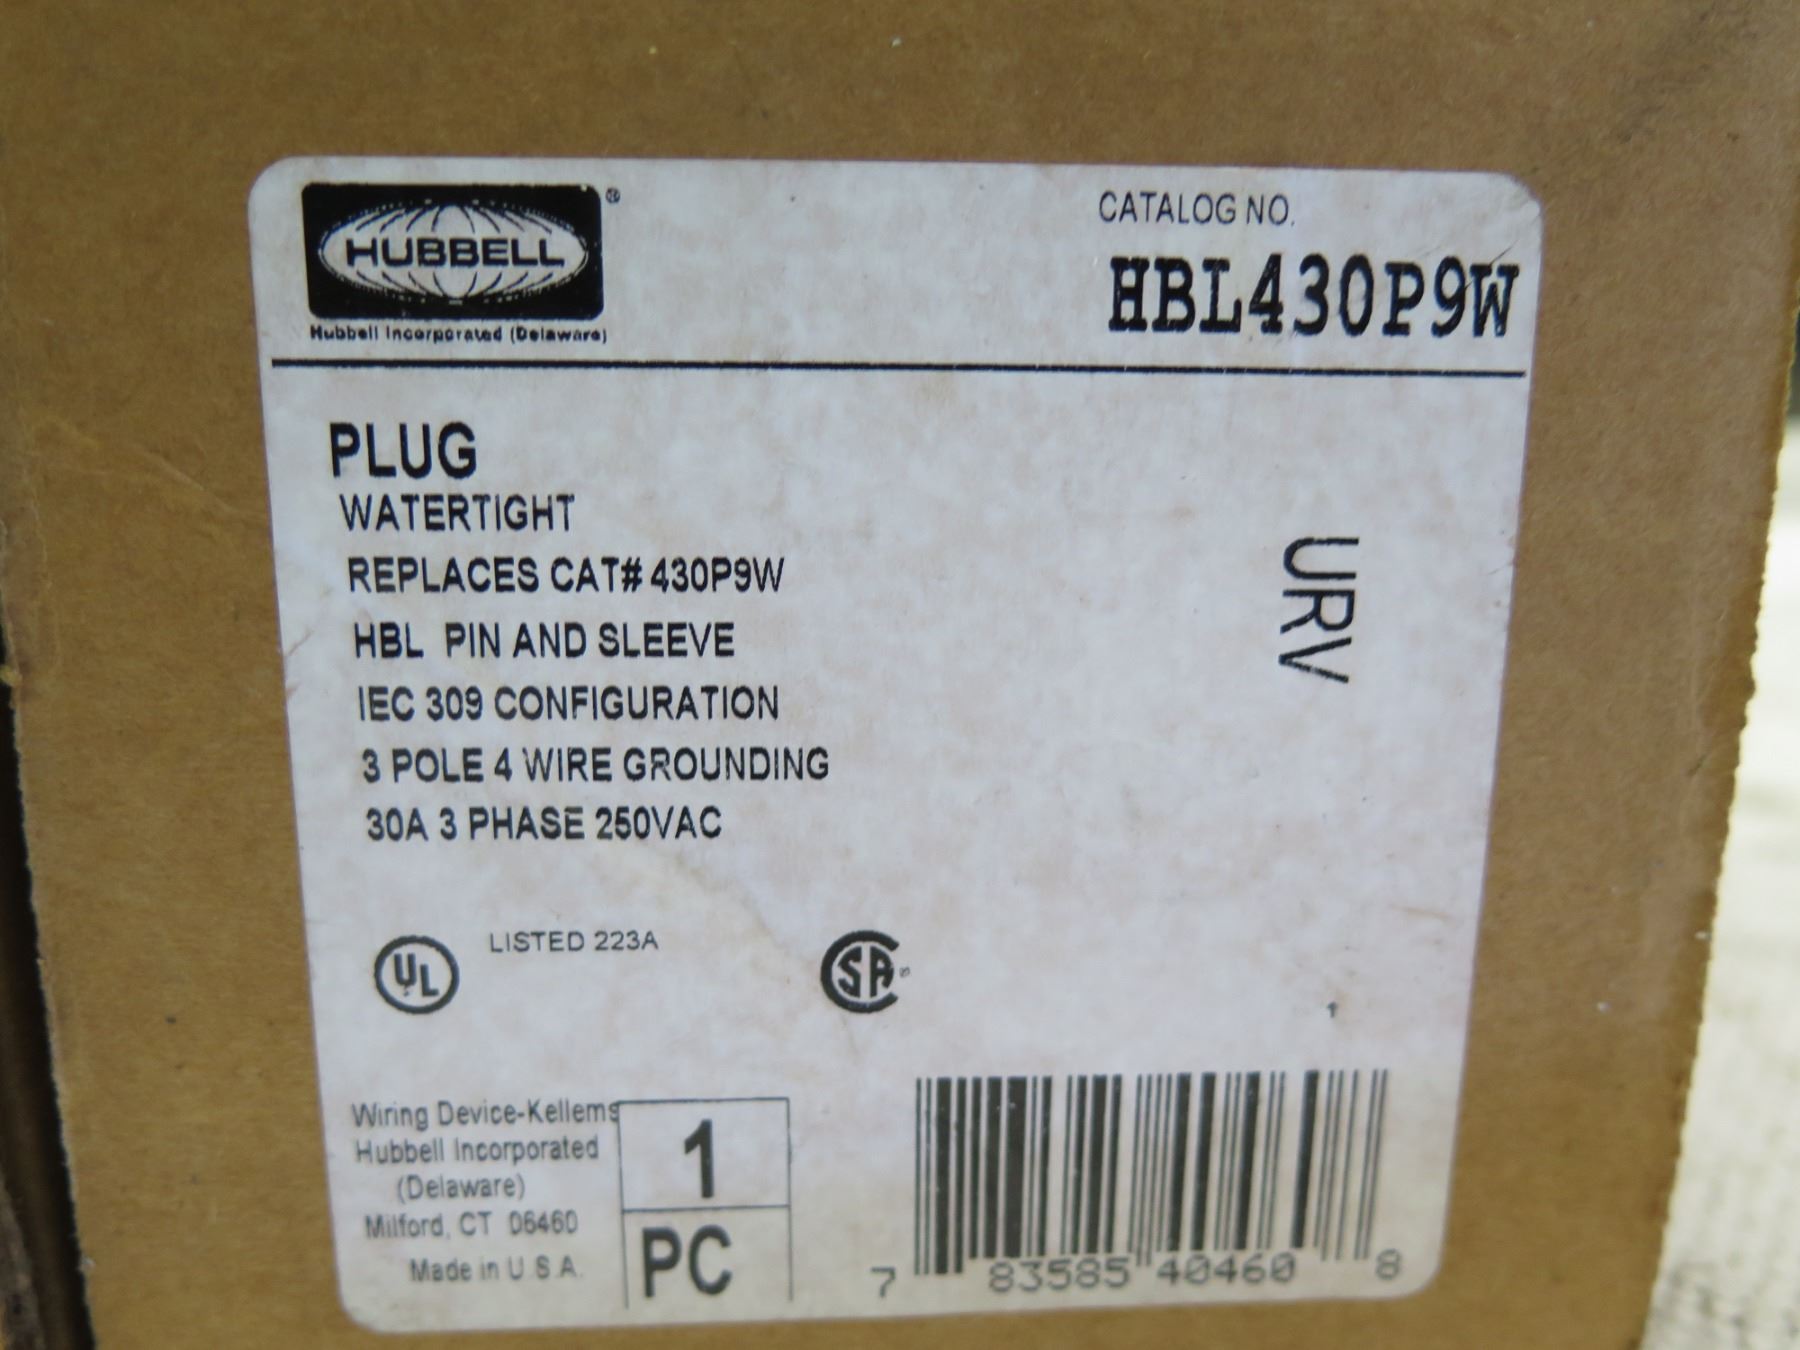 HUBBELL ®
Hubbell Incorporated (Delaware)
CATALOG NO.
HBL430P9W
PLUG
WATERTIGHT
REPLACES CAT# 430P9W
HBL PIN AND SLEEVE
IEC 309 CONFIGURATION
3 POLE 4 WIRE GROUNDING
30A 3 PHASE 250VAC
URV
UL
LISTED 223A
CSA ®
1
Wiring Device-Kellems
Hubbell Incorporated
(Delaware)
Milford, CT 06460
Made in U S A.
1
PC
7 83585 40460 8